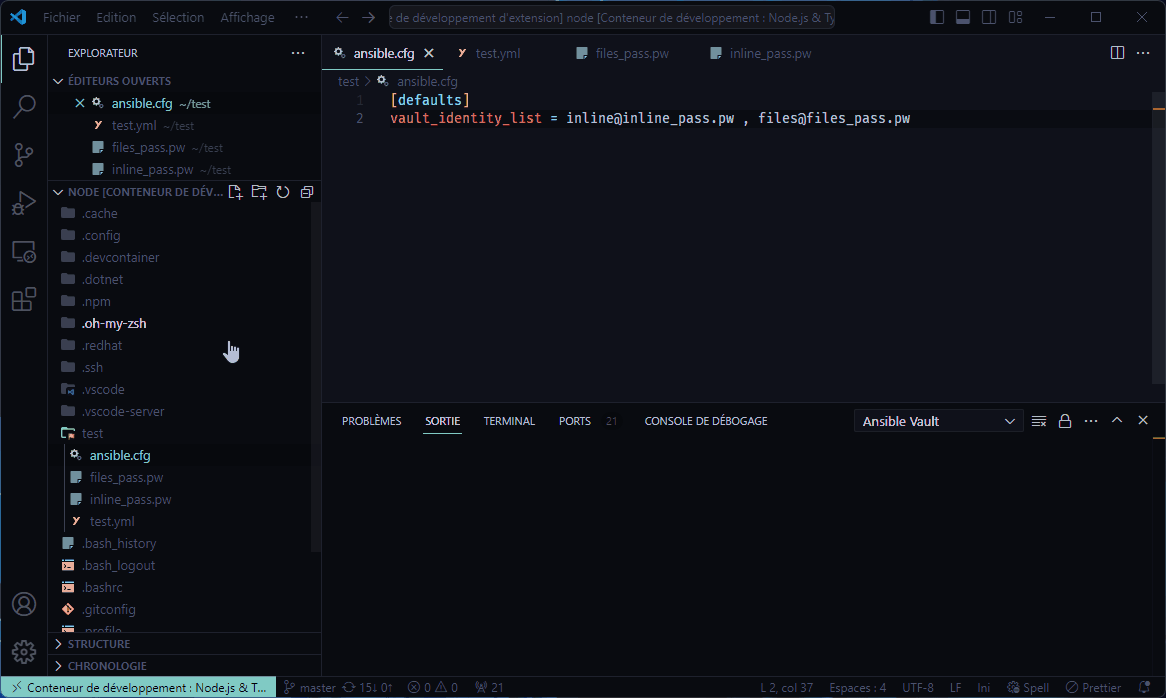 Fichier Edition Sélection Affichage ···
e de développement d'extension] node [Conteneur de développement : Node.js & Ty
EXPLORATEUR
ÉDITEURS OUVERTS
ansible.cfg ~/test
test.yml ~/test
files_pass.pw ~/test
inline_pass.pw ~/test
NODE [CONTENEUR DE DÉV...
.cache
.config
.devcontainer
.dotnet
.npm
.oh-my-zsh
.redhat
.ssh
.vscode
.vscode-server
test
ansible.cfg
files_pass.pw
inline_pass.pw
test.yml
.bash_history
.bash_logout
.bashrc
.gitconfig
.profile
STRUCTURE
CHRONOLOGIE
ansible.cfg test.yml files_pass.pw inline_pass.pw
test > ansible.cfg
1 [defaults]
2 vault_identity_list = inline@inline_pass.pw , files@files_pass.pw
PROBLÈMES SORTIE TERMINAL PORTS 21 CONSOLE DE DÉBOGAGE Ansible Vault
Conteneur de développement : Node.js & T... master 15↓ 0↑ 0 0 21 L 2, col 37 Espaces : 4 UTF-8 LF Ini Spell Prettier